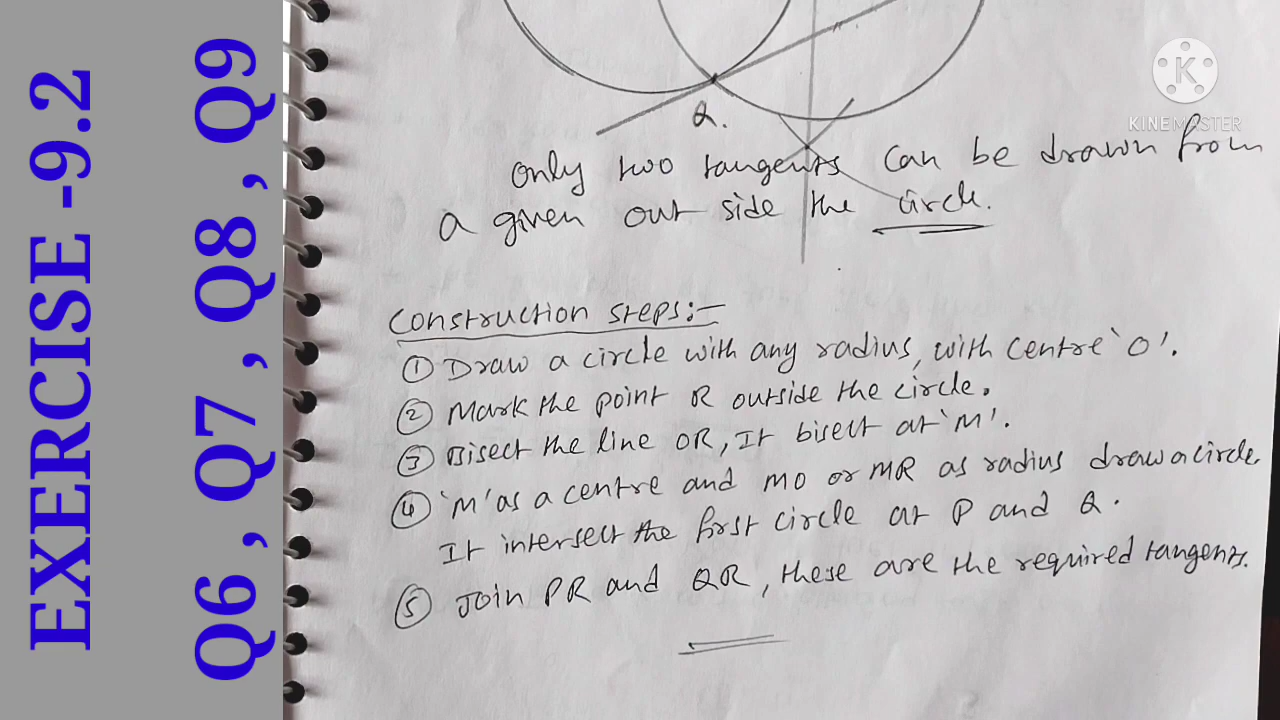 EXERCISE -9.2
Q6 , Q7 , Q8 , Q9
K
KINEMASTER
Q.
Only two tangents can be drawn from
a given out side the circle.
Construction steps:-
① Draw a circle with any radius, with centre 'O'.
② Mark the point R outside the circle.
③ Bisect the line OR, It bisect at 'M'.
④ 'M' as a centre and MO or MR as radius draw a circle.
It intersect the first circle at P and Q.
⑤ Join PR and QR, these are the required tangents.